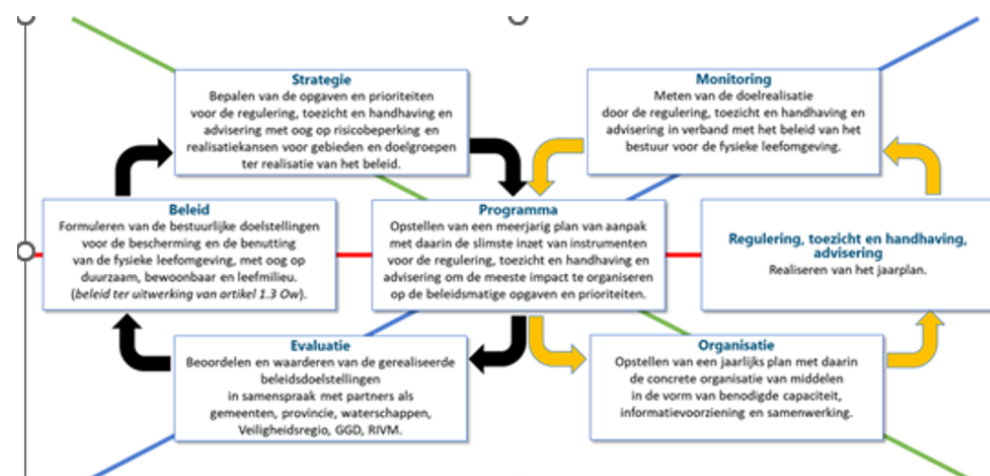 Strategie
Bepalen van de opgaven en prioriteiten
voor de regulering, toezicht en handhaving en
advisering met oog op risicobeperking en
realisatiekansen voor gebieden en doelgroepen
ter realisatie van het beleid.
Monitoring
Meten van de doelrealisatie
door de regulering, toezicht en handhaving en
advisering in verband met het beleid van het
bestuur voor de fysieke leefomgeving.
Beleid
Formuleren van de bestuurlijke doelstellingen
voor de bescherming en de benutting
van de fysieke leefomgeving, met oog op
duurzaam, bewoonbaar en leefmilieu.
(beleid ter uitwerking van artikel 1.3 Ow).
Programma
Opstellen van een meerjarig plan van aanpak
met daarin de slimste inzet van instrumenten
voor de regulering, toezicht en handhaving en
advisering om de meeste impact te organiseren
op de beleidsmatige opgaven en prioriteiten.
Regulering, toezicht en handhaving,
advisering
Realiseren van het jaarplan.
Evaluatie
Beoordelen en waarderen van de gerealiseerde
beleidsdoelstellingen
in samenspraak met partners als
gemeenten, provincie, waterschappen,
Veiligheidsregio, GGD, RIVM.
Organisatie
Opstellen van een jaarlijks plan met daarin
de concrete organisatie van middelen
in de vorm van benodigde capaciteit,
informatievoorziening en samenwerking.